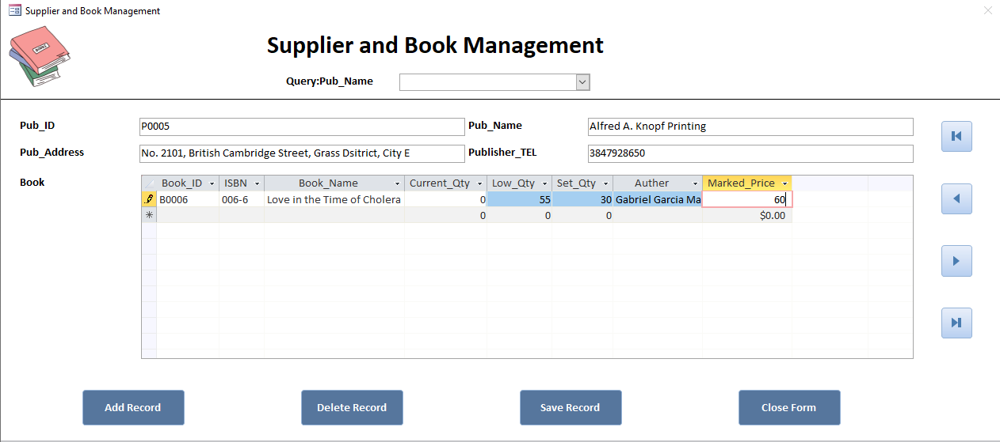 Supplier and Book Management
Supplier and Book Management
Query:Pub_Name
Pub_ID P0005 Pub_Name Alfred A. Knopf Printing
Pub_Address No. 2101, British Cambridge Street, Grass Dsitrict, City E Publisher_TEL 3847928650
Book Book_ID ISBN Book_Name Current_Qty Low_Qty Set_Qty Auther Marked_Price
B0006 006-6 Love in the Time of Cholera 0 55 30 Gabriel Garcia Ma 60
0 0 0 $0.00
Add Record Delete Record Save Record Close Form